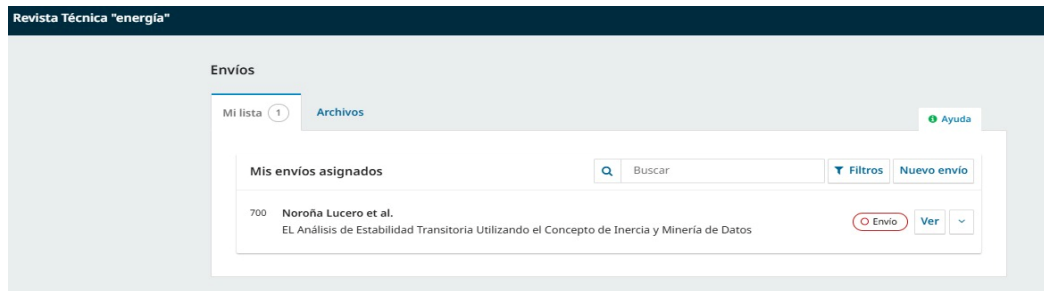 Revista Técnica "energía"
Envíos
Mi lista 1 Archivos
Ayuda
Mis envíos asignados Buscar Filtros Nuevo envío
700 Noroña Lucero et al. Envío Ver
EL Análisis de Estabilidad Transitoria Utilizando el Concepto de Inercia y Minería de Datos